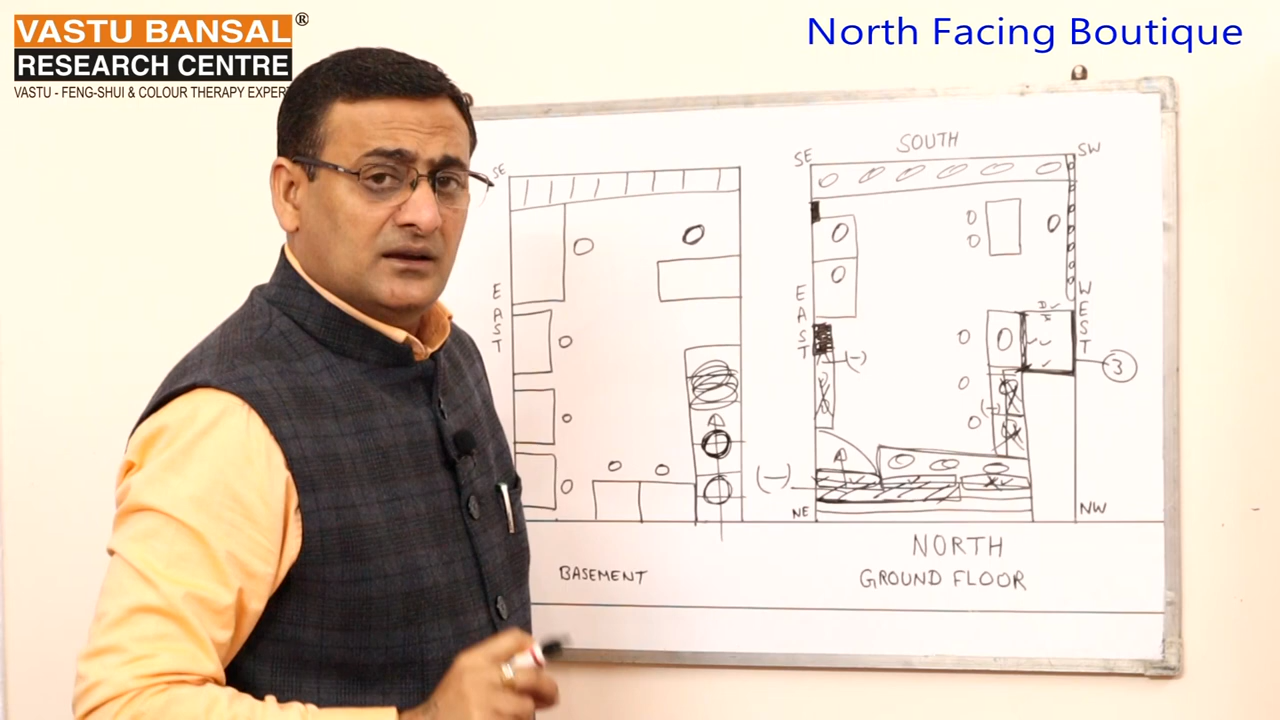 VASTU BANSAL®
RESEARCH CENTRE
VASTU - FENG-SHUI & COLOUR THERAPY EXPERT
North Facing Boutique
SE
EAST
BASEMENT
SOUTH
SE
SW
EAST
WEST
(-)
3
(-)
(-)
NE
NW
NORTH
GROUND FLOOR